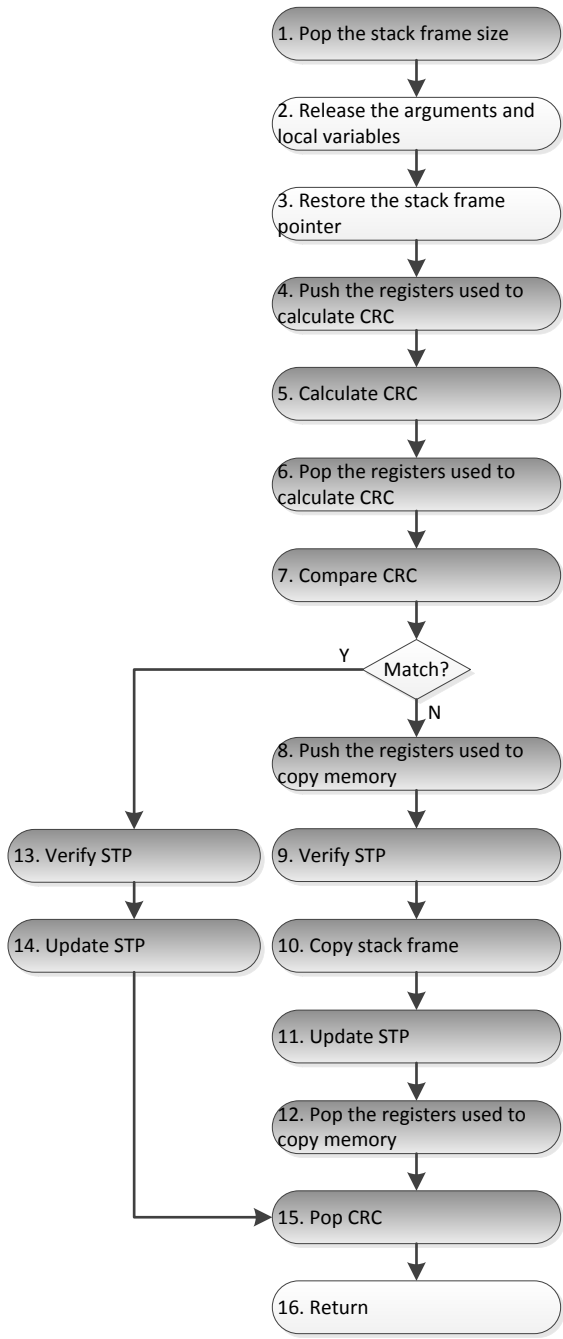 1. Pop the stack frame size
2. Release the arguments and
local variables
3. Restore the stack frame
pointer
4. Push the registers used to
calculate CRC
5. Calculate CRC
6. Pop the registers used to
calculate CRC
7. Compare CRC
Y
Match?
N
8. Push the registers used to
copy memory
13. Verify STP
9. Verify STP
14. Update STP
10. Copy stack frame
11. Update STP
12. Pop the registers used to
copy memory
15. Pop CRC
16. Return